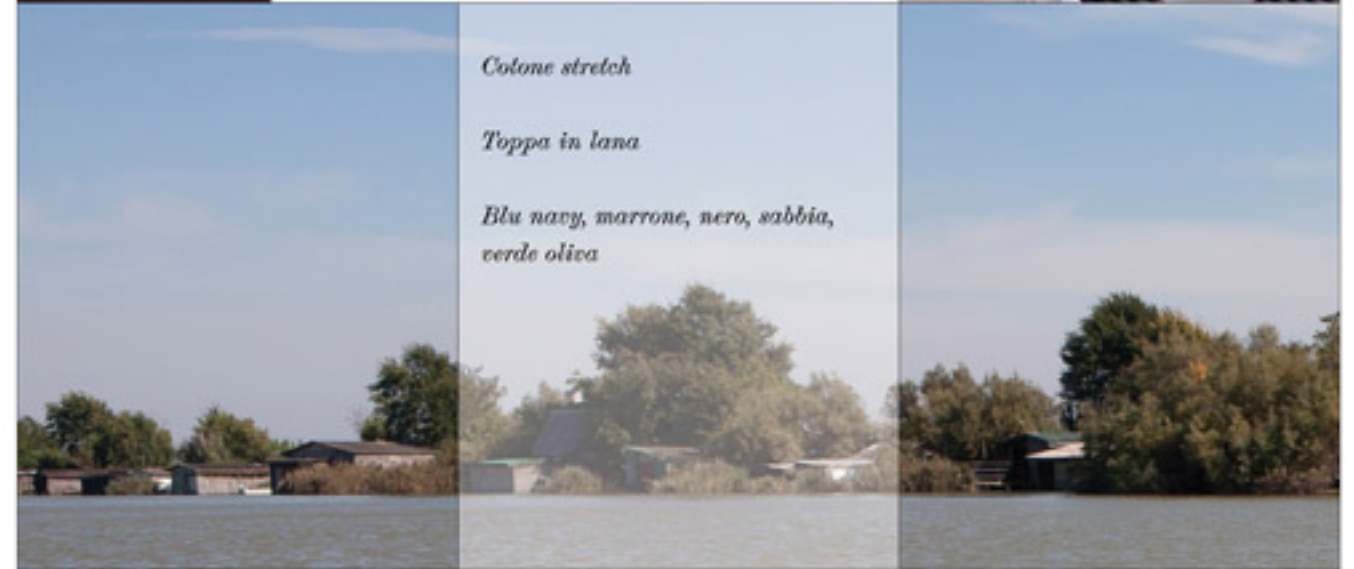 Cotone stretch
Toppa in lana
Blu navy, marrone, nero, sabbia,
verde oliva